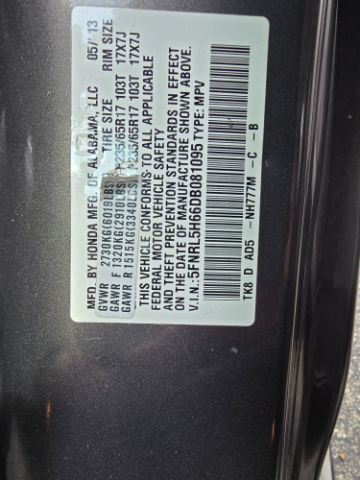 MFD. BY HONDA MFG. OF ALABAMA, LLC 05/ 13
TIRE SIZE RIM SIZE
GVWR 2730KG(6019LBS)
GAWR F 1320KG(2910LBS) P235/65R17 103T 17X7J
GAWR R 1515KG(3340LBS) P235/65R17 103T 17X7J
THIS VEHICLE CONFORMS TO ALL APPLICABLE
FEDERAL MOTOR VEHICLE SAFETY
& THEFT PREVENTION STANDARDS IN EFFECT
ON THE DATE OF MANUFACTURE SHOWN ABOVE.
V.I.N.:5FNRL5H66DB081095 TYPE: MPV
TK8 D AD5 - NH777M - C - B